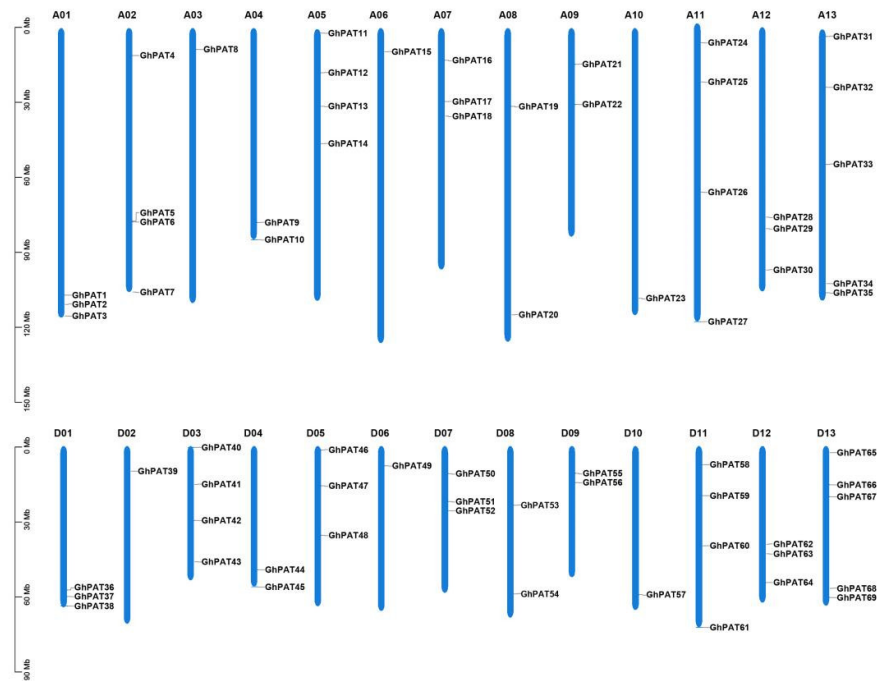 A01 A02 A03 A04 A05 A06 A07 A08 A09 A10 A11 A12 A13
0 Mb
30 Mb
60 Mb
90 Mb
120 Mb
150 Mb
GhPAT1
GhPAT2
GhPAT3
GhPAT4
GhPAT5
GhPAT6
GhPAT7
GhPAT8
GhPAT9
GhPAT10
GhPAT11
GhPAT12
GhPAT13
GhPAT14
GhPAT15
GhPAT16
GhPAT17
GhPAT18
GhPAT19
GhPAT20
GhPAT21
GhPAT22
GhPAT23
GhPAT24
GhPAT25
GhPAT26
GhPAT27
GhPAT28
GhPAT29
GhPAT30
GhPAT31
GhPAT32
GhPAT33
GhPAT34
GhPAT35
D01 D02 D03 D04 D05 D06 D07 D08 D09 D10 D11 D12 D13
0 Mb
30 Mb
60 Mb
90 Mb
GhPAT36
GhPAT37
GhPAT38
GhPAT39
GhPAT40
GhPAT41
GhPAT42
GhPAT43
GhPAT44
GhPAT45
GhPAT46
GhPAT47
GhPAT48
GhPAT49
GhPAT50
GhPAT51
GhPAT52
GhPAT53
GhPAT54
GhPAT55
GhPAT56
GhPAT57
GhPAT58
GhPAT59
GhPAT60
GhPAT61
GhPAT62
GhPAT63
GhPAT64
GhPAT65
GhPAT66
GhPAT67
GhPAT68
GhPAT69